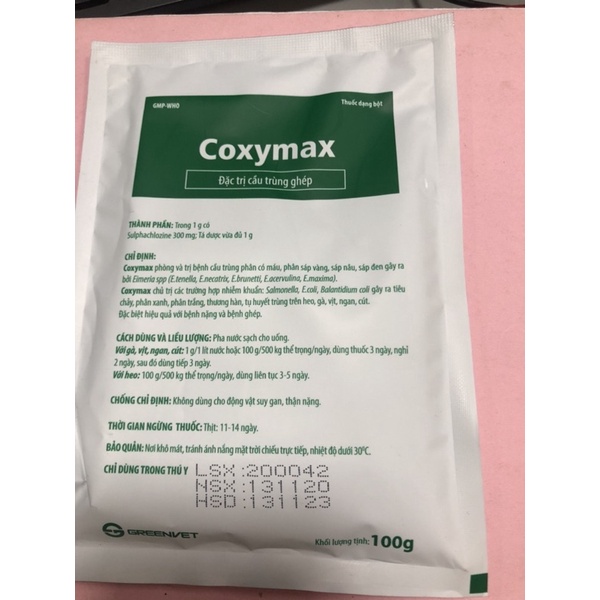 GMP-WHO
Thuốc dạng bột
Coxymax
Đặc trị cầu trùng ghép
THÀNH PHẦN: Trong 1 g có
Sulphachlozine 300 mg; Tá dược vừa đủ 1 g
CHỈ ĐỊNH:
Coxymax phòng và trị bệnh cầu trùng phân có máu, phân sáp vàng, sáp nâu, sáp đen gây ra
bởi Eimeria spp (E.tenella, E.necatrix, E.brunetti, E.acervulina, E.maxima).
Coxymax chủ trị các trường hợp nhiễm khuẩn: Salmonella, E.coli, Balantidium coli gây ra tiêu
chảy, phân xanh, phân trắng, thương hàn, tụ huyết trùng trên heo, gà, vịt, ngan, cút.
Đặc biệt hiệu quả với bệnh nặng và bệnh ghép.
CÁCH DÙNG VÀ LIỀU LƯỢNG: Pha nước sạch cho uống.
Với gà, vịt, ngan, cút: 1 g/1 lít nước hoặc 100 g/500 kg thể trọng/ngày, dùng thuốc 3 ngày, nghỉ
2 ngày, sau đó dùng tiếp 3 ngày.
Với heo: 100 g/500 kg thể trọng/ngày, dùng liên tục 3-5 ngày.
CHỐNG CHỈ ĐỊNH: Không dùng cho động vật suy gan, thận nặng.
THỜI GIAN NGỪNG THUỐC: Thịt: 11-14 ngày.
BẢO QUẢN: Nơi khô mát, tránh ánh nắng mặt trời chiếu trực tiếp, nhiệt độ dưới 30°C.
CHỈ DÙNG TRONG THÚ Y
LSX :200042
NSX :131120
HSD :131123
GREENVET
Khối lượng tịnh: 100g